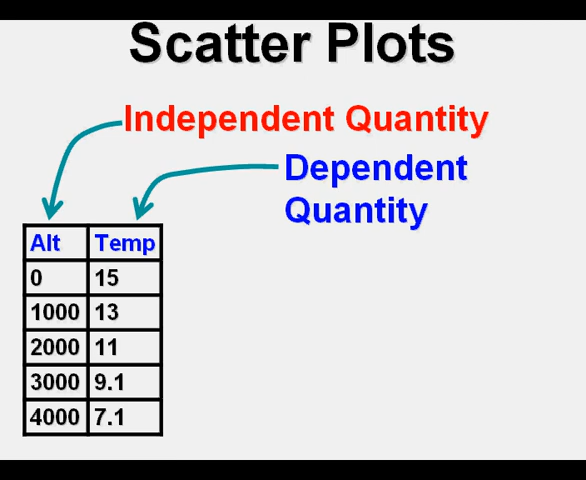 Scatter Plots
Independent Quantity
Dependent
Quantity
Alt Temp
0 15
1000 13
2000 11
3000 9.1
4000 7.1